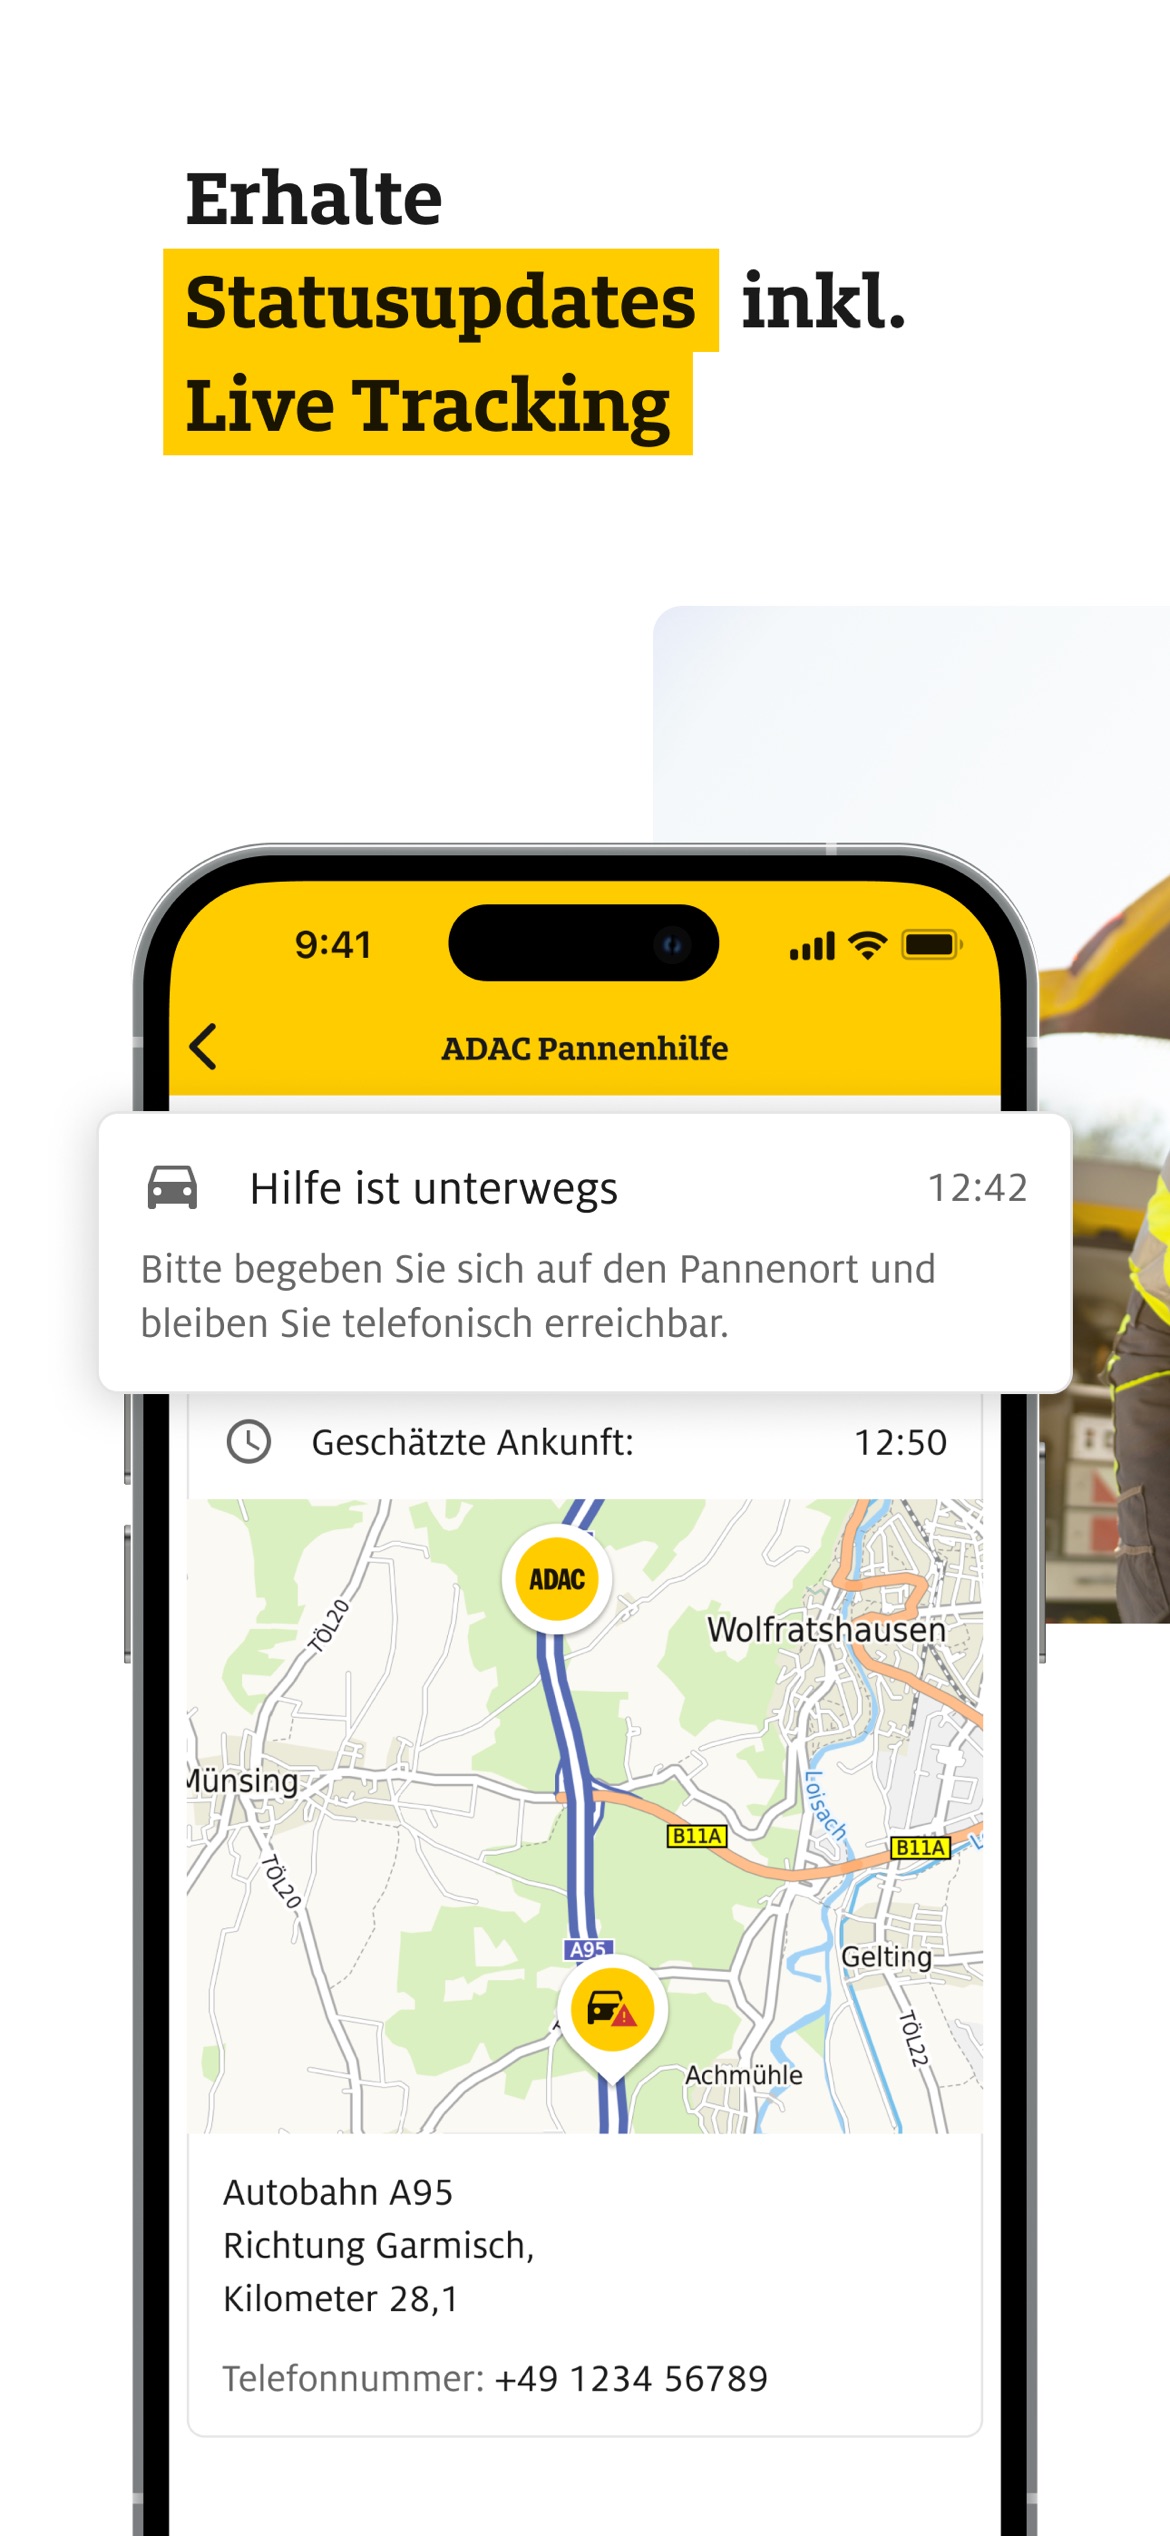 Erhalte
Statusupdates inkl.
Live Tracking
9:41
ADAC Pannenhilfe
Hilfe ist unterwegs 12:42
Bitte begeben Sie sich auf den Pannenort und
bleiben Sie telefonisch erreichbar.
Geschätzte Ankunft: 12:50
ADAC
TÖL20
Wolfratshausen
Münsing
Loisach
B11A
B11A
TÖL20
A95
Gelting
TÖL22
Achmühle
Autobahn A95
Richtung Garmisch,
Kilometer 28,1
Telefonnummer: +49 1234 56789